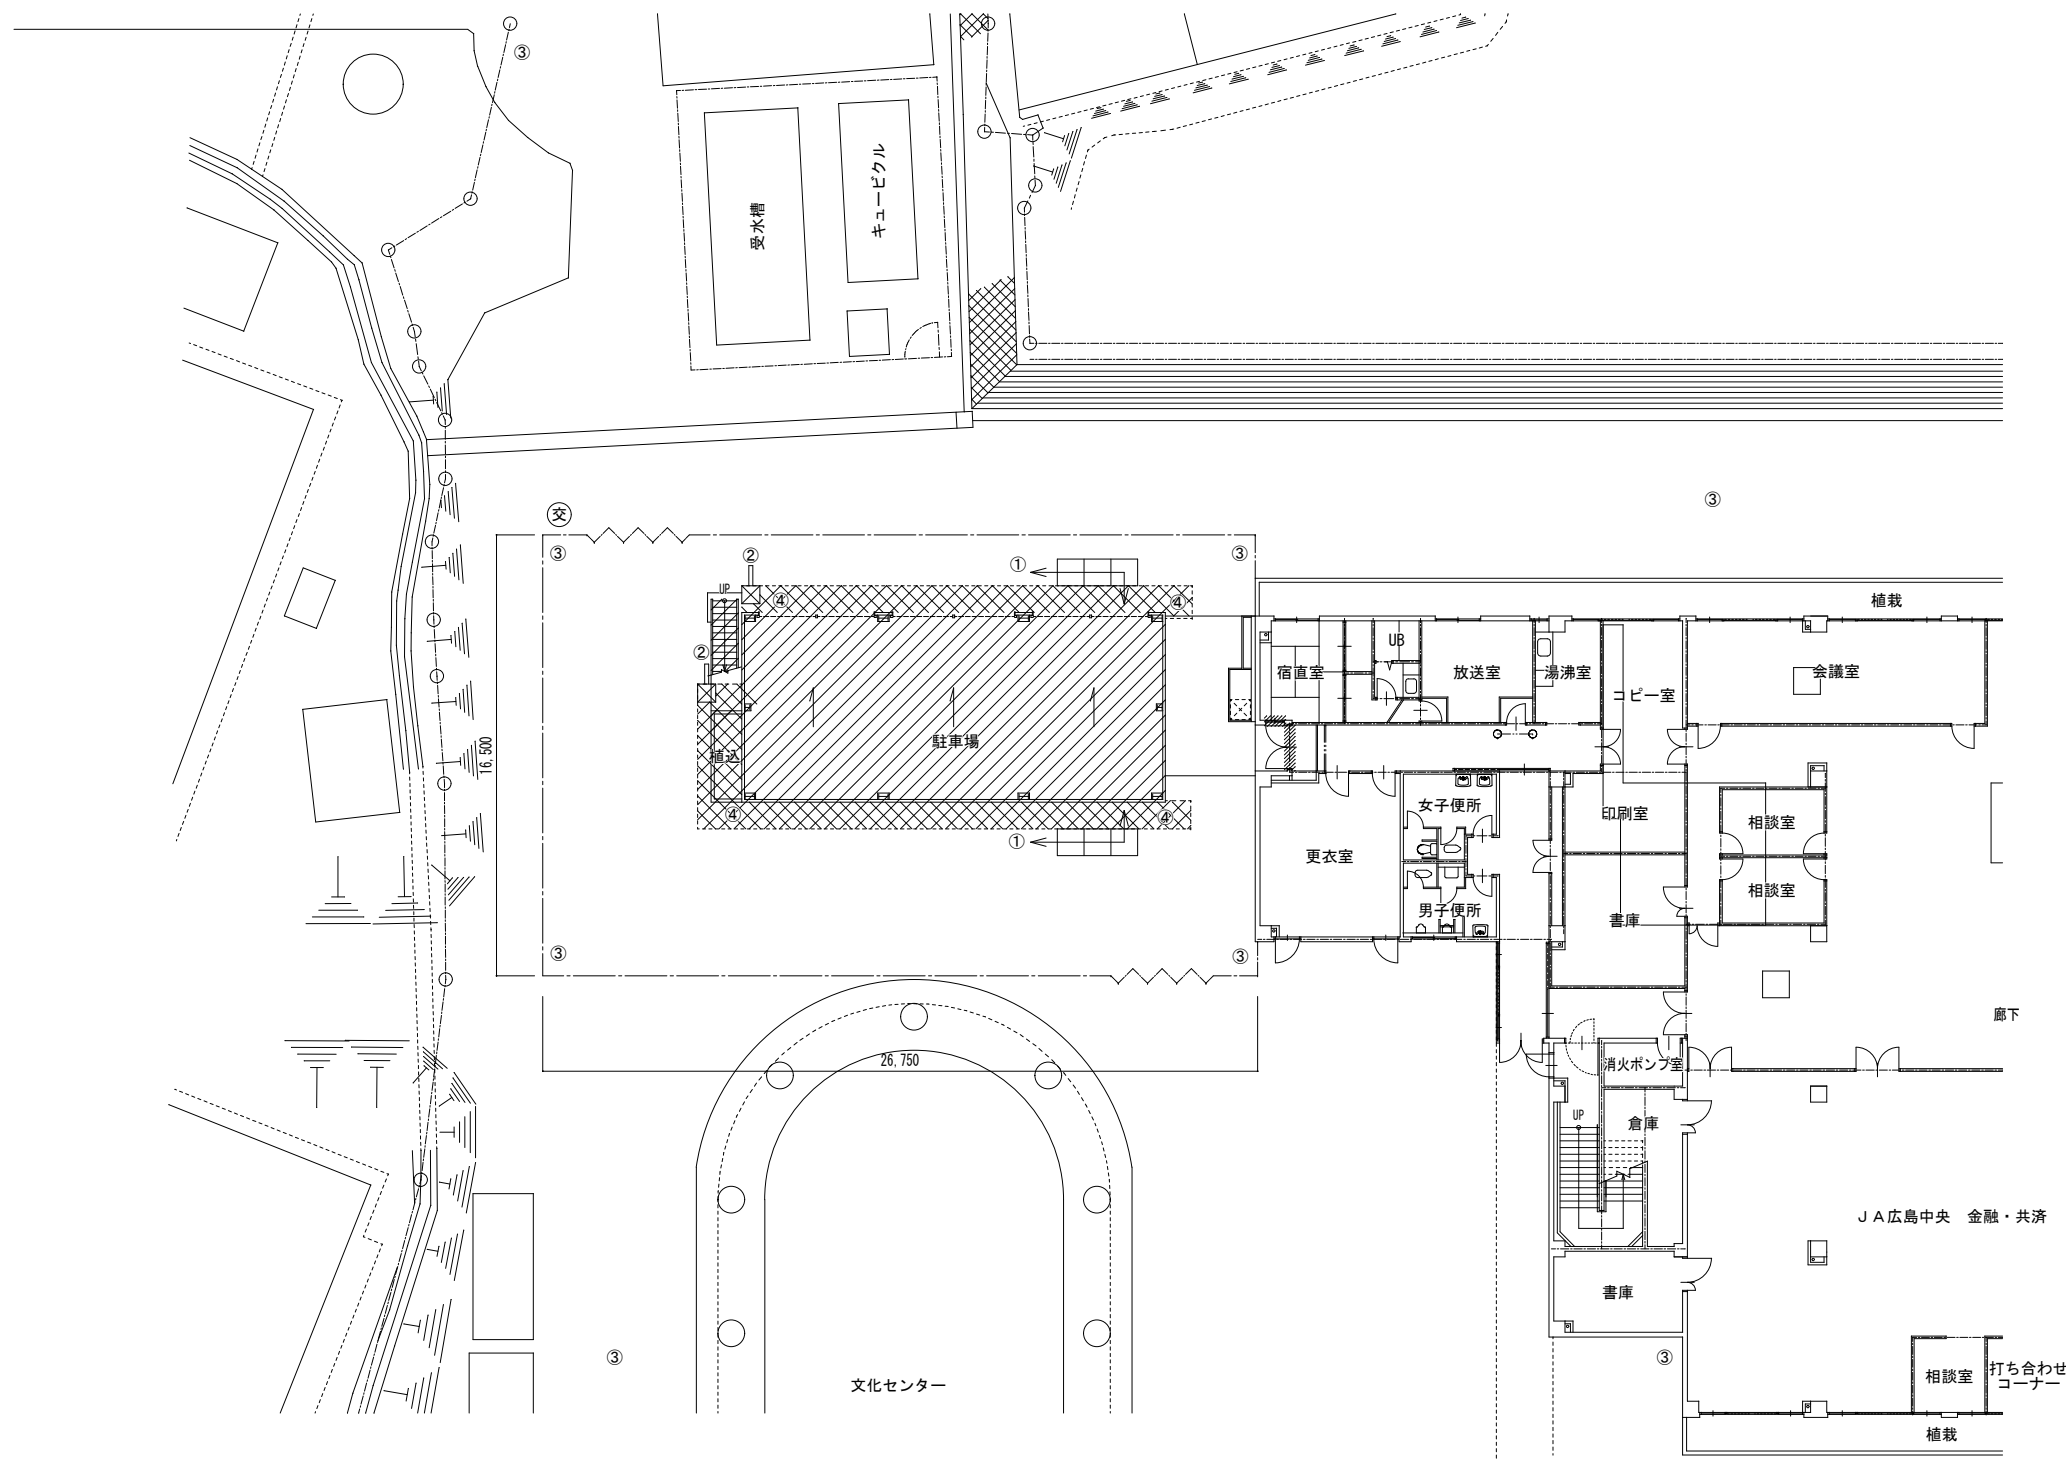 ③
受水槽
キュービクル
③
交
③
②
①
③
UP
④
④
植栽
②
宿直室
UB
放送室
湯沸室
コピー室
会議室
16,500
植込
駐車場
④
④
①
女子便所
印刷室
相談室
更衣室
相談室
男子便所
書庫
③
③
廊下
26,750
消火ポンプ室
UP
倉庫
ＪＡ広島中央　金融・共済
書庫
③
③
文化センター
相談室
打ち合わせ
コーナー
植栽